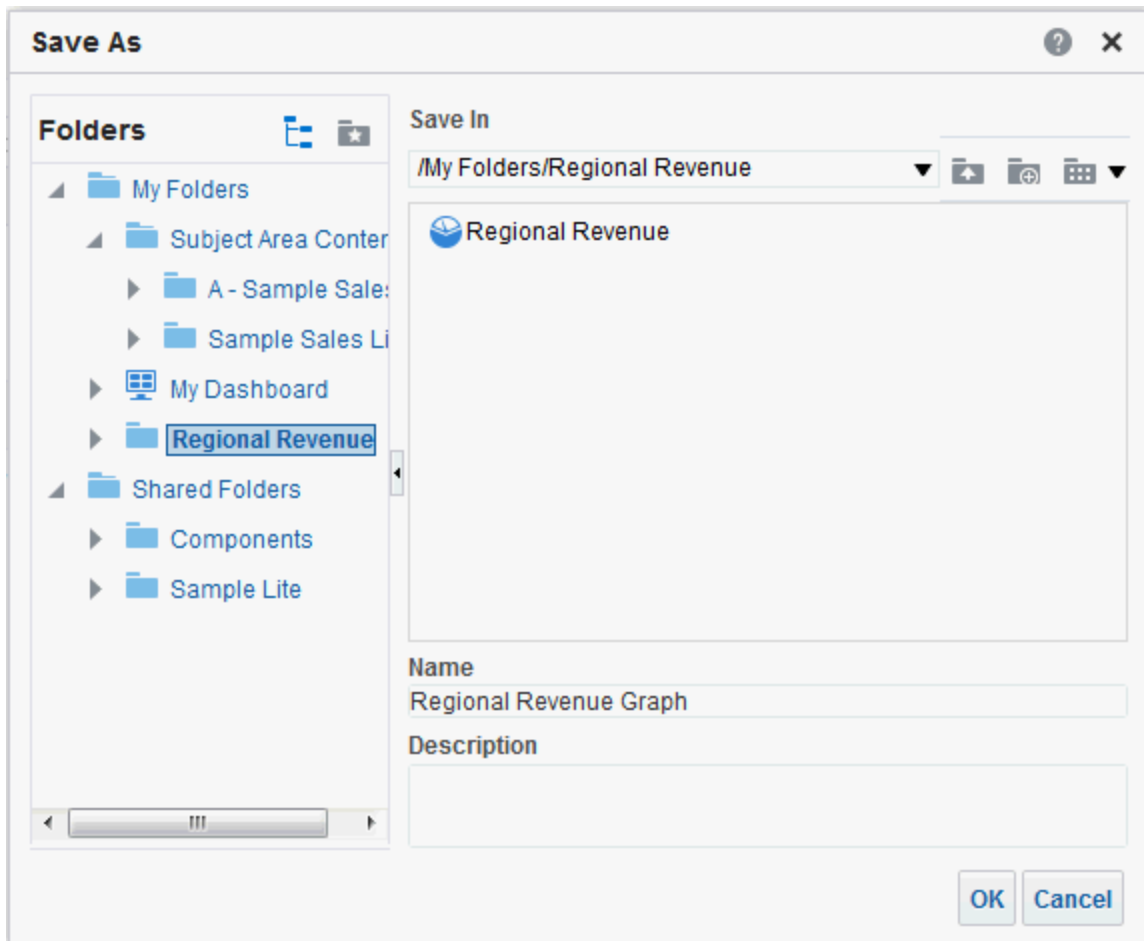 Save As
Folders
My Folders
Subject Area Conter
A - Sample Sales
Sample Sales Li
My Dashboard
Regional Revenue
Shared Folders
Components
Sample Lite
Save In
/My Folders/Regional Revenue
Regional Revenue
Name
Regional Revenue Graph
Description
OK Cancel